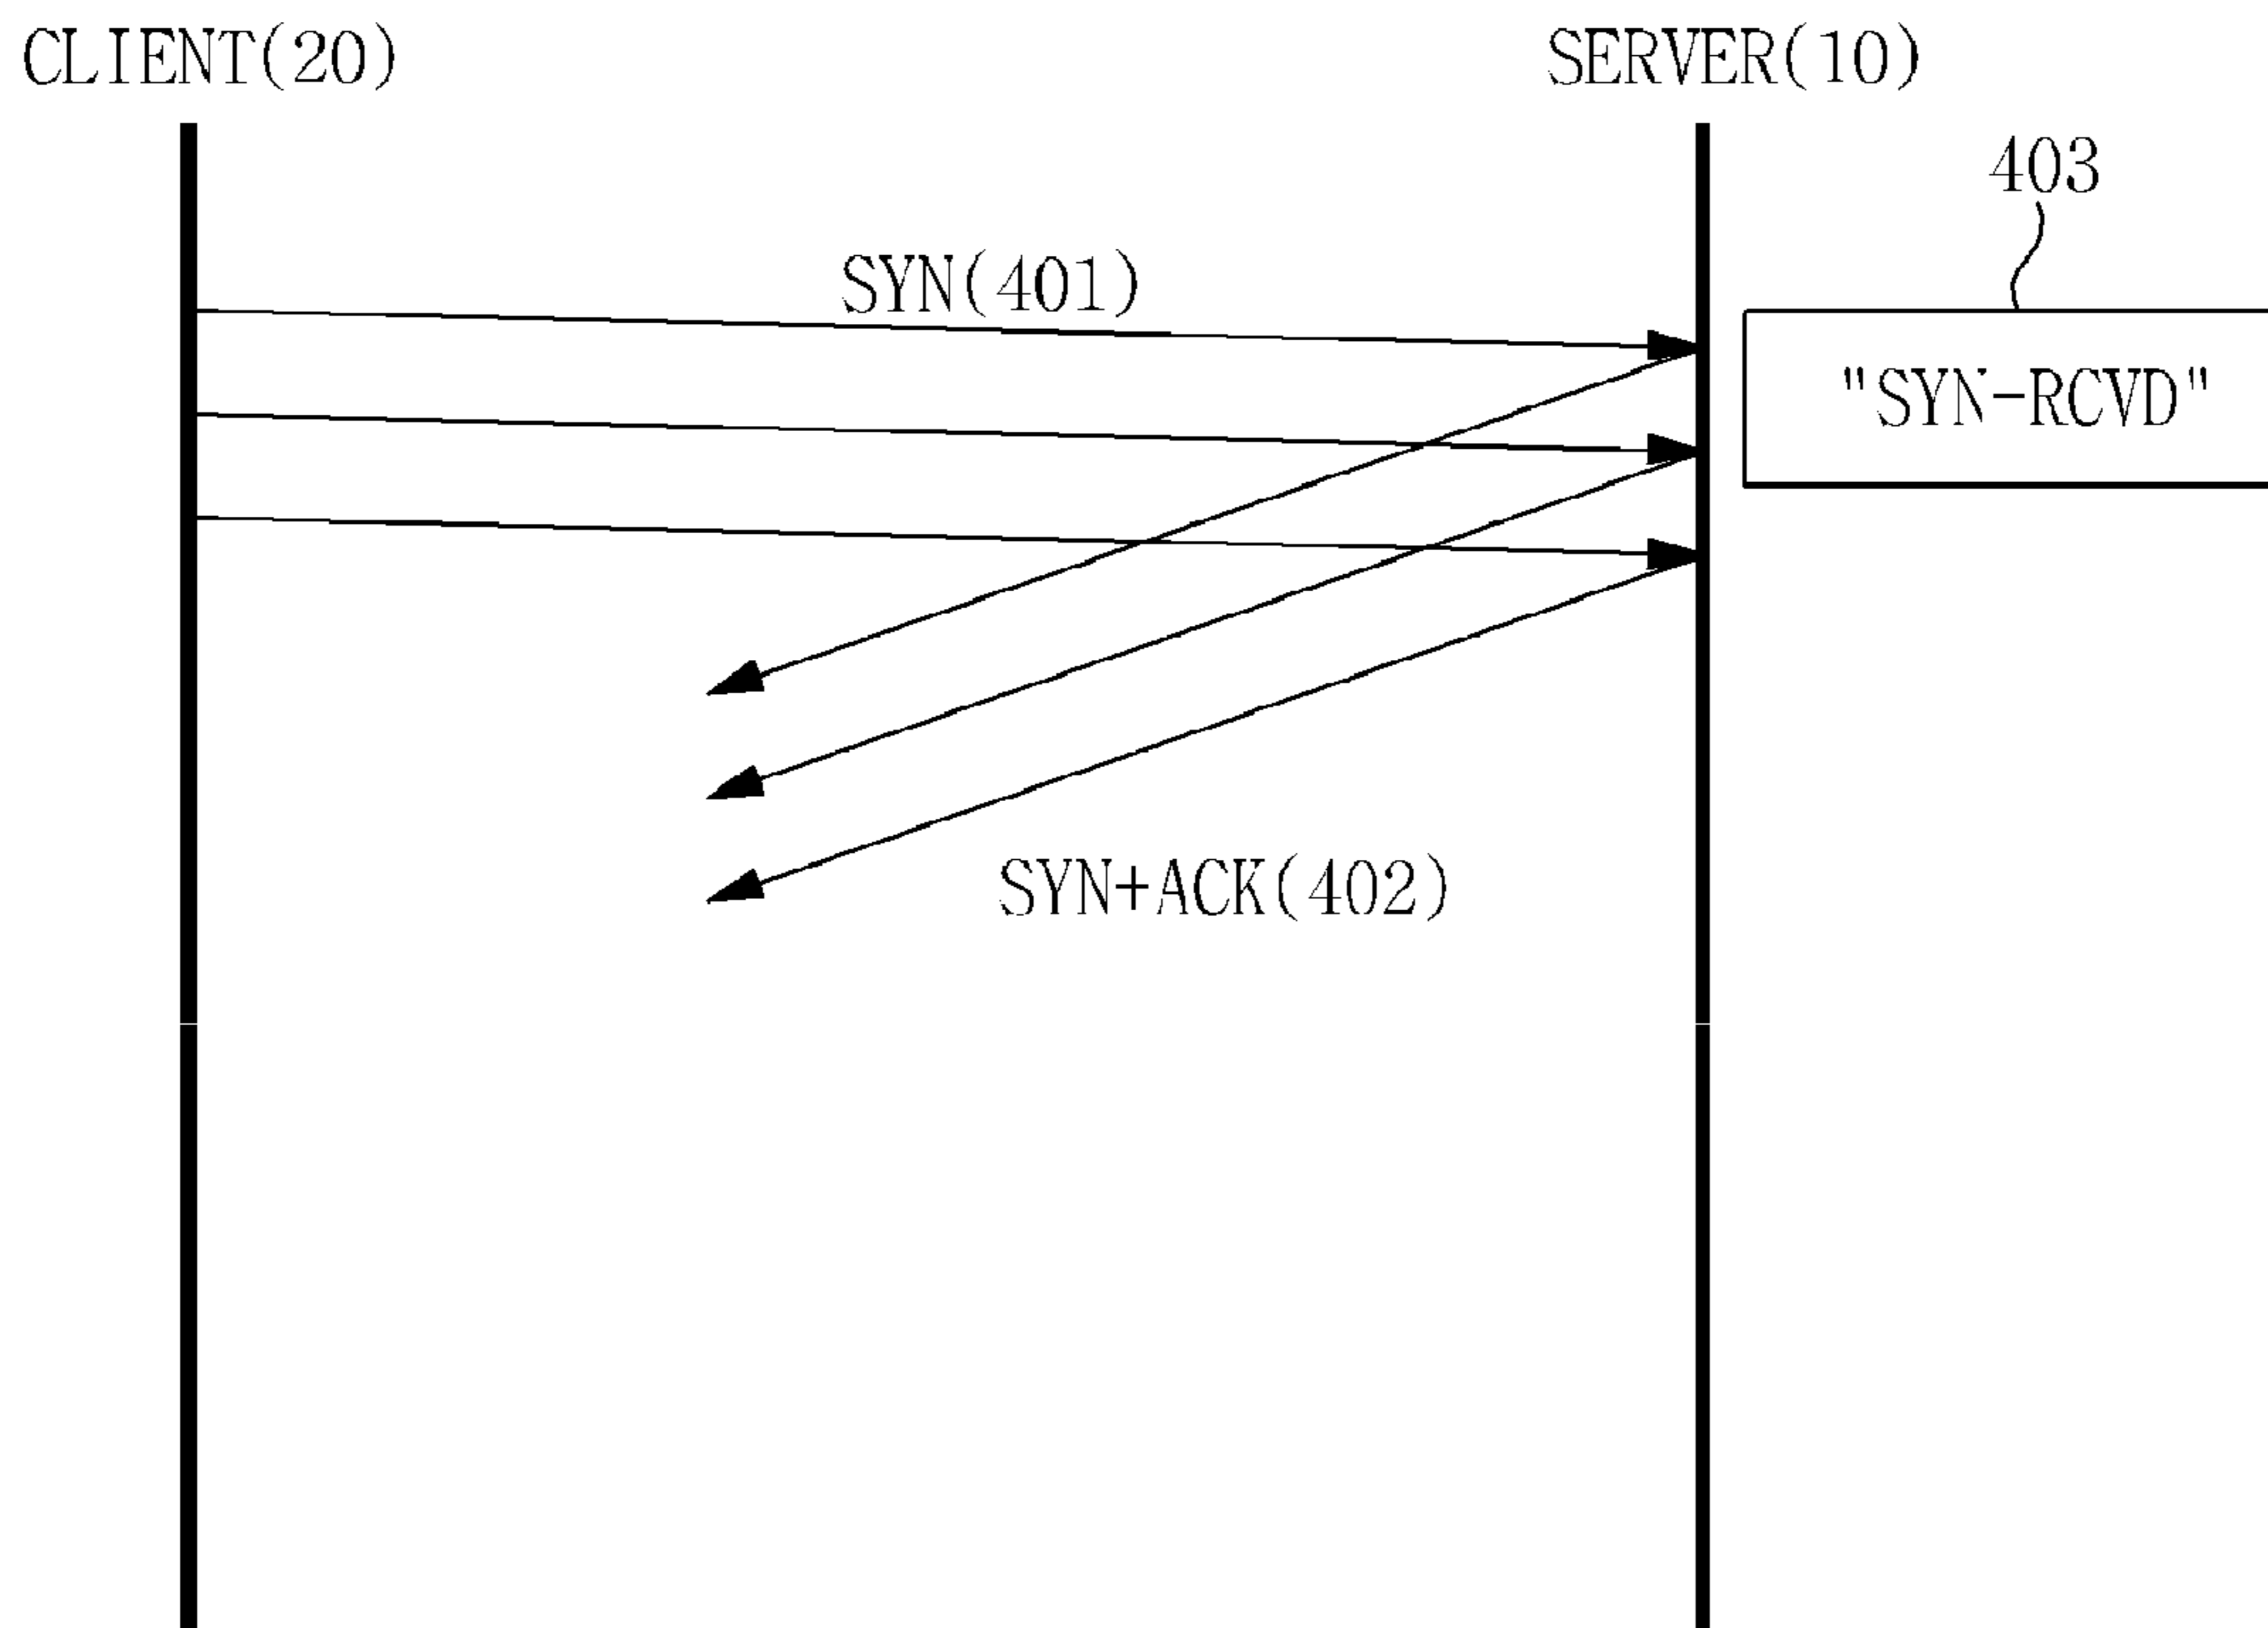 CLIENT(20)
SERVER(10)
403
SYN(401)
"SYN-RCVD"
SYN+ACK(402)